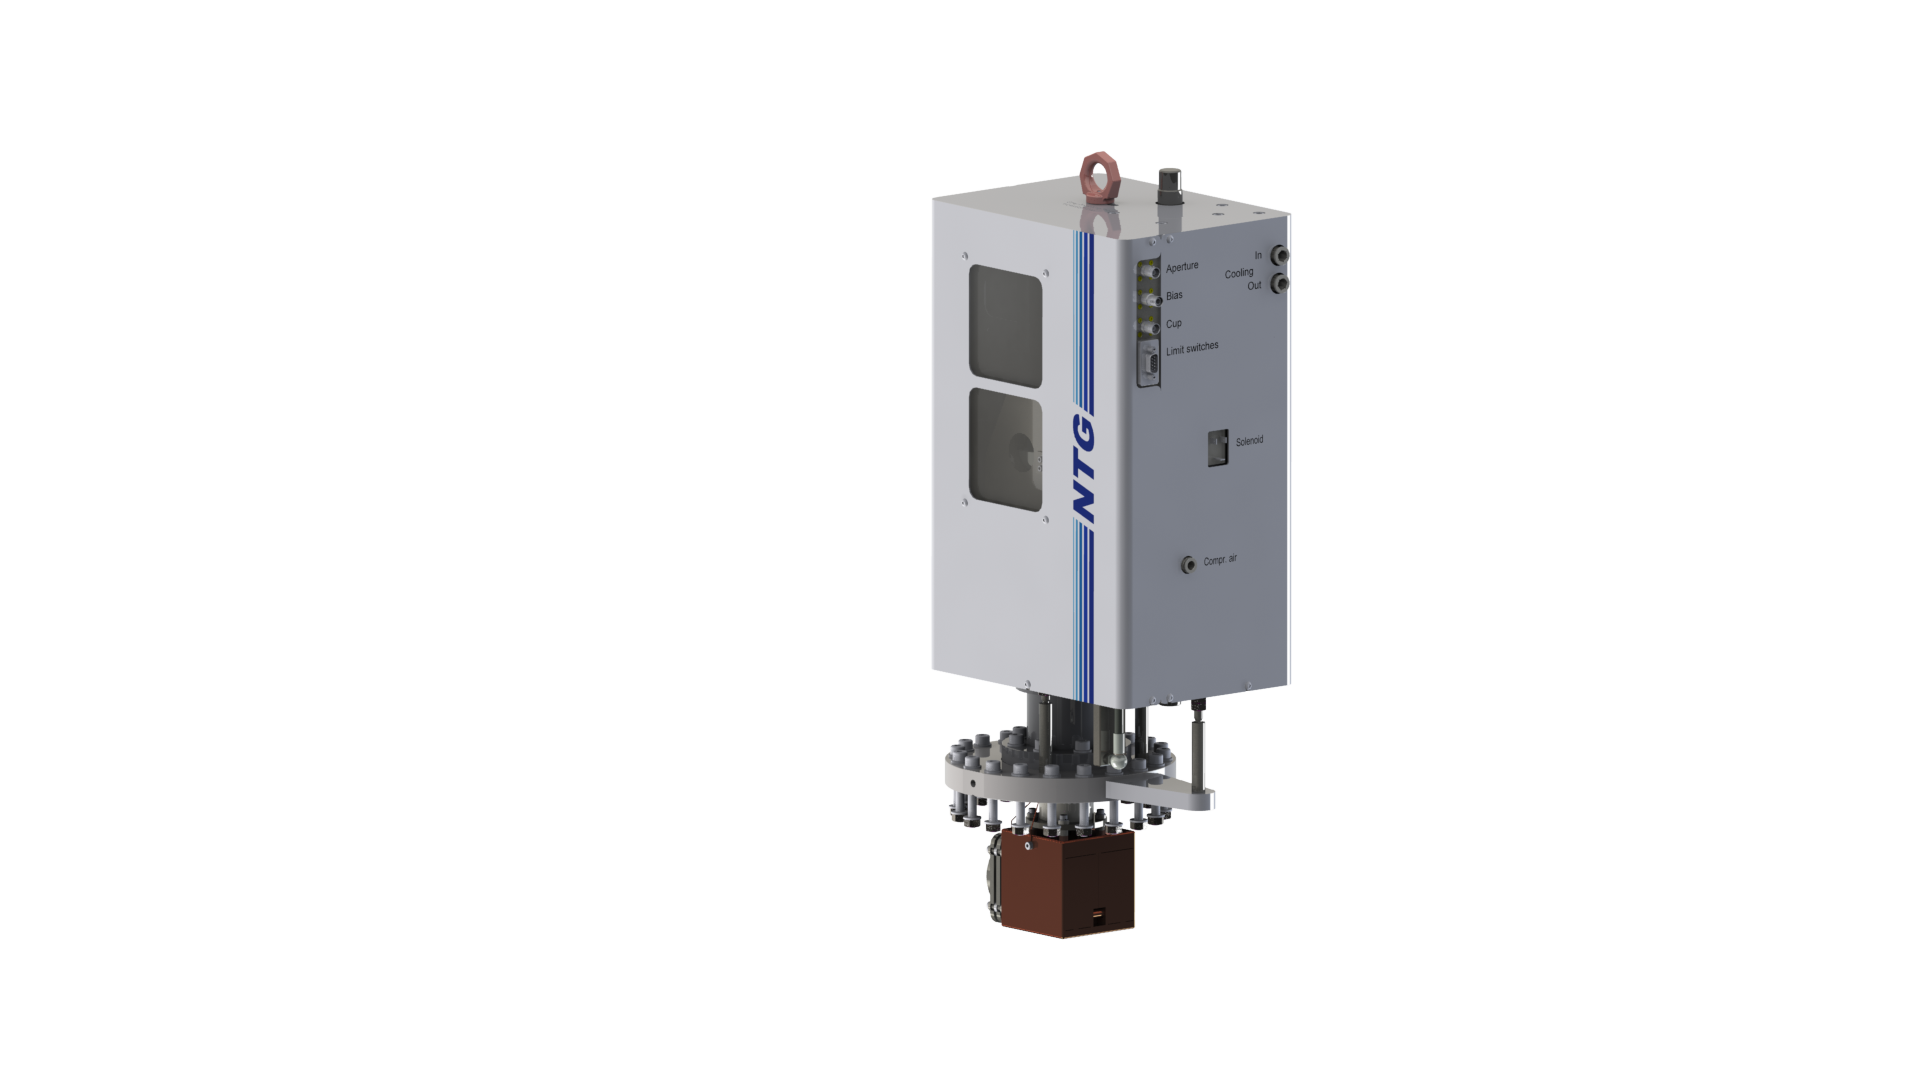 Aperture
Bias
Cup
Limit switches
In
Cooling
Out
NTG
Solenoid
Compr. air